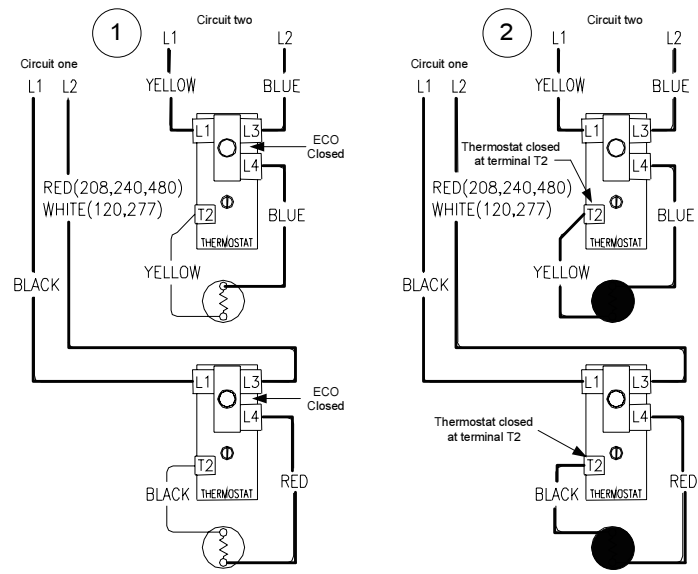 1
Circuit two
L1
L2
Circuit one
L1
L2
YELLOW
BLUE
L1
L3
ECO
Closed
L4
RED(208,240,480)
WHITE(120,277)
T2
BLUE
THERMOSTAT
YELLOW
BLACK
L1
L3
ECO
Closed
L4
T2
BLACK
THERMOSTAT
RED
2
Circuit two
L1
L2
Circuit one
L1
L2
YELLOW
BLUE
L1
L3
Thermostat closed
at terminal T2
L4
RED(208,240,480)
WHITE(120,277)
T2
BLUE
THERMOSTAT
YELLOW
BLACK
L1
L3
L4
Thermostat closed
at terminal T2
T2
BLACK
THERMOSTAT
RED